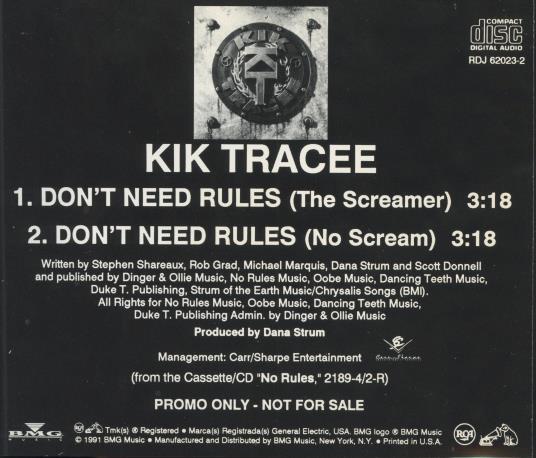 KIK
KT
TRACEE
COMPACT
disc
DIGITAL AUDIO
RDJ 62023-2
KIK TRACEE
1. DON'T NEED RULES (The Screamer) 3:18
2. DON'T NEED RULES (No Scream) 3:18
Written by Stephen Shareaux, Rob Grad, Michael Marquis, Dana Strum and Scott Donnell
and published by Dinger & Ollie Music, No Rules Music, Oobe Music, Dancing Teeth Music,
Duke T. Publishing, Strum of the Earth Music/Chrysalis Songs (BMI).
All Rights for No Rules Music, Oobe Music, Dancing Teeth Music,
Duke T. Publishing Admin. by Dinger & Ollie Music
Produced by Dana Strum
Management: Carr/Sharpe Entertainment
(from the Cassette/CD "No Rules," 2189-4/2-R)
PROMO ONLY - NOT FOR SALE
BMG
MUSIC
RCA Tmk(s) ® Registered • Marca(s) Registrada(s) General Electric, USA. BMG logo ® BMG Music
© 1991 BMG Music • Manufactured and Distributed by BMG Music, New York, N.Y. • Printed in U.S.A.
RCA